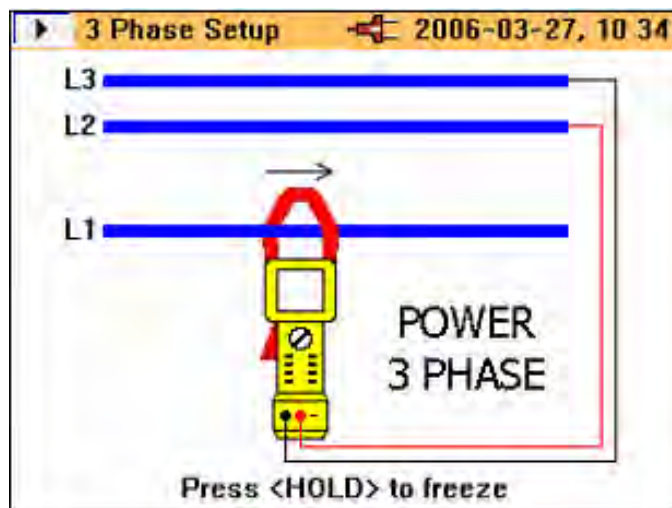 3 Phase Setup 2006-03-27, 10 34
L3
L2
L1
POWER
3 PHASE
Press <HOLD> to freeze